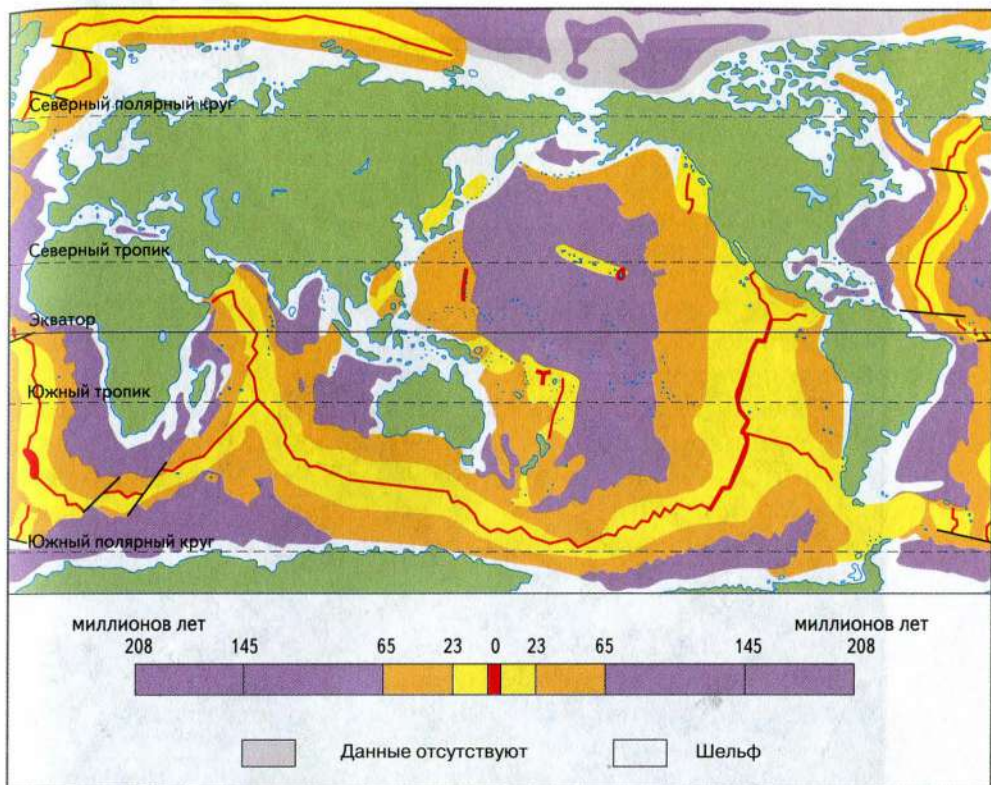 Северный полярный круг
Северный тропик
Экватор
Южный тропик
Южный полярный круг
миллионов лет миллионов лет
208 145 65 23 0 23 65 145 208
Данные отсутствуют Шельф